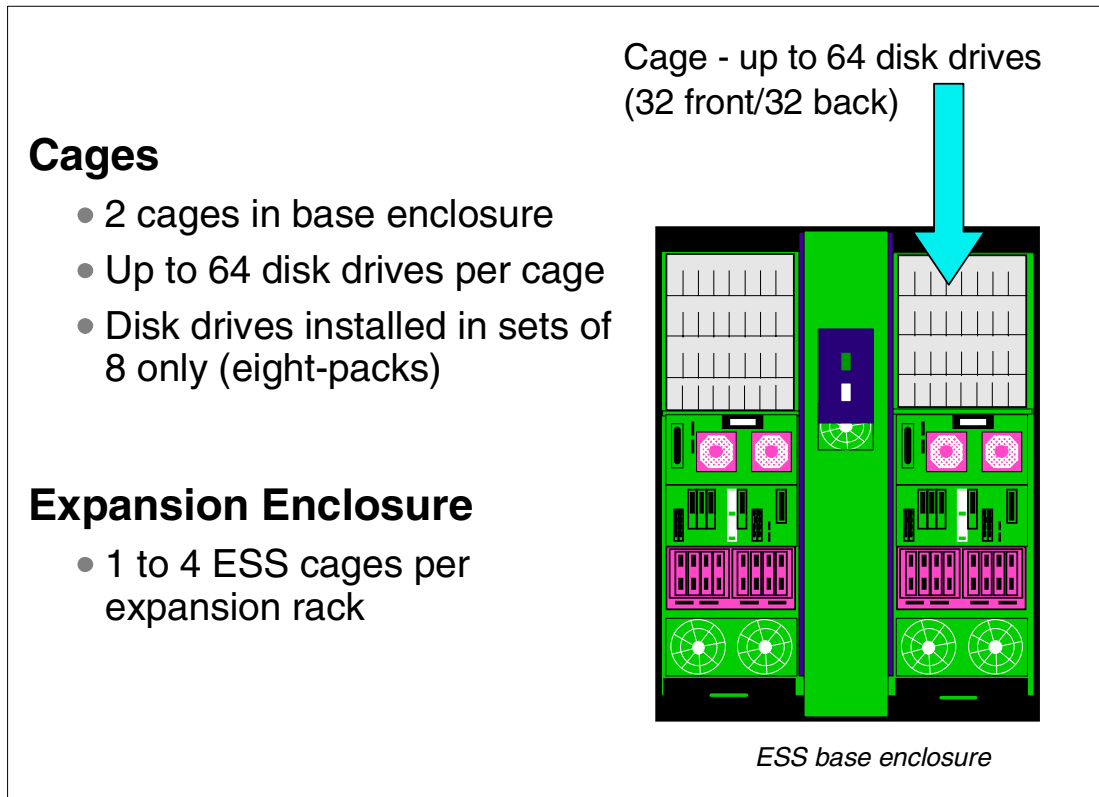 Cage - up to 64 disk drives
(32 front/32 back)
Cages
● 2 cages in base enclosure
● Up to 64 disk drives per cage
● Disk drives installed in sets of
8 only (eight-packs)
Expansion Enclosure
● 1 to 4 ESS cages per
expansion rack
ESS base enclosure